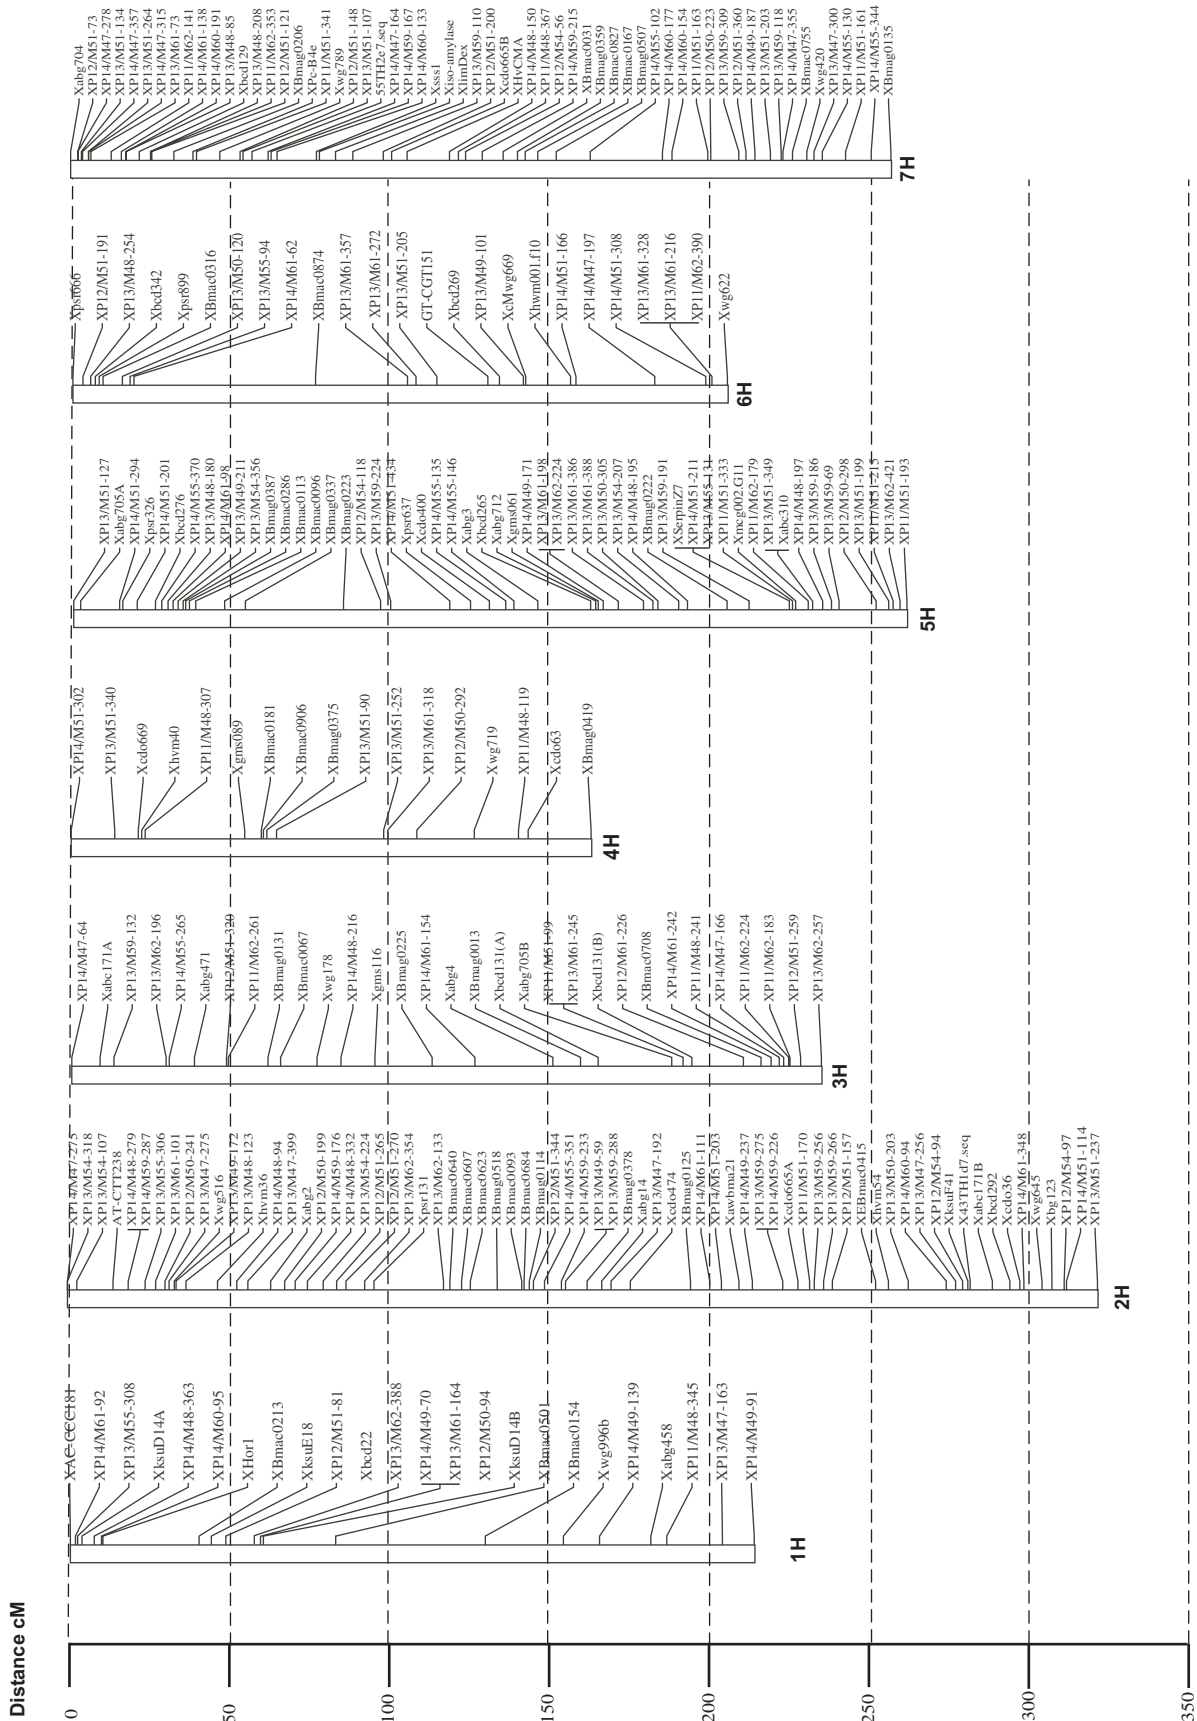 Distance cM
0
50
100
150
200
250
300
350
XAC-CCC181
XP14/M61-92
XP13/M55-308
XksuD14A
XP14/M48-363
XP14/M60-95
XHor1
XBmac0213
XksuE18
XP12/M51-81
Xbcd22
XP13/M62-388
XP14/M49-70
XP13/M61-164
XP12/M50-94
XksuD14B
XBmac0501
XBmac0154
Xwg996b
XP14/M49-139
Xabg458
XP11/M48-345
XP13/M47-163
XP14/M49-91
1H
XP14/M47-275
XP13/M54-318
XP13/M54-107
AT-CTT238
XP14/M48-279
XP14/M59-287
XP13/M55-306
XP13/M61-101
XP12/M50-241
XP13/M47-275
Xwg516
XP13/M49-172
XP13/M48-123
Xhvm36
XP14/M48-94
XP13/M47-399
Xabg2
XP12/M50-199
XP14/M59-176
XP14/M48-332
XP13/M54-224
XP12/M51-265
XP12/M51-270
XP13/M62-354
Xpsr131
XP13/M62-133
XBmac0640
XBmac0607
XBmac0623
XBmag0518
XBmac0093
XBmac0684
XBmag0114
XP12/M51-344
XP14/M55-351
XP14/M59-233
XP13/M49-59
XP13/M59-288
XBmag0378
Xabg14
XP13/M47-192
Xcdo474
XBmag0125
XP14/M61-111
XP14/M51-203
Xawbma21
XP14/M49-237
XP13/M59-275
XP14/M59-226
Xcdo665A
XP11/M51-170
XP13/M59-256
XP13/M59-266
XP12/M51-157
XEBmac0415
Xhvm54
XP13/M50-203
XP14/M60-94
XP13/M47-256
XP12/M54-94
XksuF41
X43TH1d7.seq
Xabc171B
Xbcd292
Xcdo36
XP14/M61-348
Xwg645
Xbg123
XP12/M54-97
XP14/M51-114
XP13/M51-237
2H
XP14/M47-64
Xabc171A
XP13/M59-132
XP13/M62-196
XP14/M55-265
Xabg471
XP12/M51-320
XP11/M62-261
XBmag0131
XBmac0067
Xwg178
XP14/M48-216
Xgms116
XBmag0225
XP14/M61-154
Xabg4
XBmag0013
Xbcd131(A)
Xabg705B
XP11/M51-99
XP13/M61-245
Xbcd131(B)
XP12/M61-226
XBmac0708
XP14/M61-242
XP11/M48-241
XP14/M47-166
XP11/M62-224
XP11/M62-183
XP12/M51-259
XP13/M62-257
3H
XP14/M51-302
XP13/M51-340
Xcdo669
Xhvm40
XP11/M48-307
Xgms089
XBmac0181
XBmac0906
XBmag0375
XP13/M51-90
XP13/M51-252
XP13/M61-318
XP12/M50-292
Xwg719
XP11/M48-119
Xcdo63
XBmag0419
4H
XP13/M51-127
Xabg705A
XP14/M51-294
Xpsr326
XP14/M51-201
Xbcd276
XP14/M55-370
XP13/M48-180
XP14/M61-98
XP13/M49-211
XP13/M54-356
XBmag0387
XBmac0286
XBmac0113
XBmac0096
XBmag0337
XBmag0223
XP12/M54-118
XP13/M59-224
XP14/M51-434
Xpsr637
Xcdo400
XP14/M55-135
XP14/M55-146
Xabg3
Xbcd265
Xabg712
Xgms061
XP14/M49-171
XP12/M61-198
XP13/M62-224
XP11/M61-386
XP13/M61-388
XP13/M50-305
XP13/M54-207
XP14/M48-195
XBmag0222
XP13/M59-191
XSerpinZ7
XP14/M51-211
XP13/M55-131
XP11/M51-333
Xmcg002.G11
XP11/M62-179
XP13/M51-349
Xabc310
XP14/M48-197
XP13/M59-186
XP13/M59-69
XP12/M50-298
XP13/M51-199
XP11/M51-215
XP13/M62-421
XP11/M51-193
5H
Xpsr666
XP12/M51-191
XP13/M48-254
Xbcd342
Xpsr899
XBmac0316
XP13/M50-120
XP13/M55-94
XP14/M61-62
XBmac0874
XP13/M61-357
XP13/M61-272
XP13/M51-205
GT-CGT151
Xbcd269
XP13/M49-101
XcMwg669
Xhwm001.f10
XP14/M51-166
XP14/M47-197
XP14/M51-308
XP13/M61-328
XP13/M61-216
XP11/M62-390
Xwg622
6H
Xabg704
XP12/M51-73
XP14/M47-278
XP13/M51-134
XP14/M47-357
XP13/M51-264
XP14/M47-315
XP13/M61-73
XP11/M62-141
XP14/M61-138
XP14/M60-191
XP13/M48-85
Xbcd129
XP13/M48-208
XP11/M62-353
XP12/M51-121
XBmag0206
XPc-B4e
XP11/M51-341
Xwg789
XP12/M51-148
XP13/M51-107
55TH2a7.seq
XP14/M47-164
XP14/M59-167
XP14/M60-133
Xsss1
Xiso-amylase
XlimDex
XP13/M59-110
XP12/M51-200
Xcdo665B
XHvCMA
XP14/M48-150
XP11/M48-367
XP12/M54-56
XP14/M59-215
XBmac0031
XBmag0359
XBmac0827
XBmac0167
XBmag0507
XP14/M55-102
XP14/M60-177
XP14/M60-154
XP11/M51-163
XP12/M50-223
XP12/M51-360
XP13/M59-309
XP14/M49-187
XP13/M51-203
XP13/M59-118
XP14/M47-355
XBmac0755
Xwg420
XP13/M47-300
XP14/M55-130
XP11/M51-161
XP14/M55-344
XBmag0135
7H